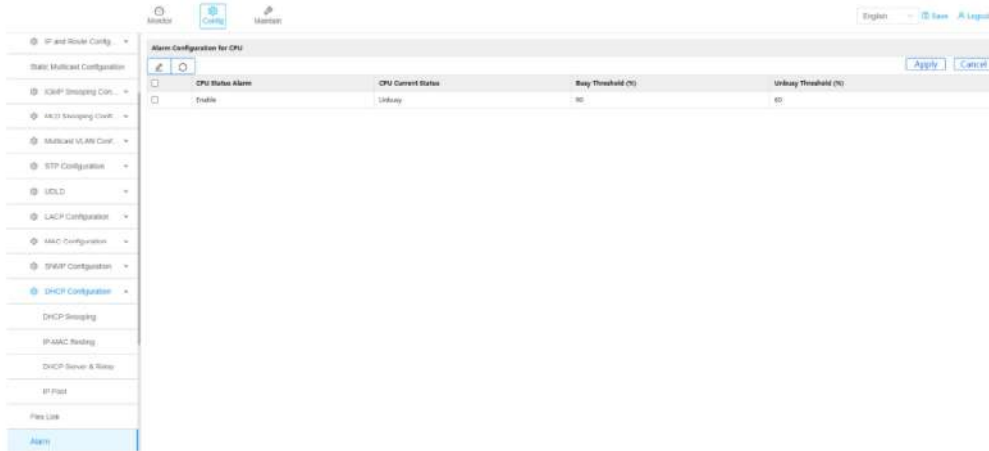 Monitor
Config
Maintain
English
Save
Logout
IP and Route Config...
Static Multicast Configuration
IGMP Snooping Con...
MLD Snooping Confi...
Multicast VLAN Conf...
STP Configuration
UDLD
LACP Configuration
MAC Configuration
SNMP Configuration
DHCP Configuration
DHCP Snooping
IP-MAC Binding
DHCP Server & Relay
IP Pool
Flex Link
Alarm
Alarm Configuration for CPU
Apply Cancel
CPU Status Alarm CPU Current Status Busy Threshold (%) Unbusy Threshold (%)
Enable Unbusy 90 60